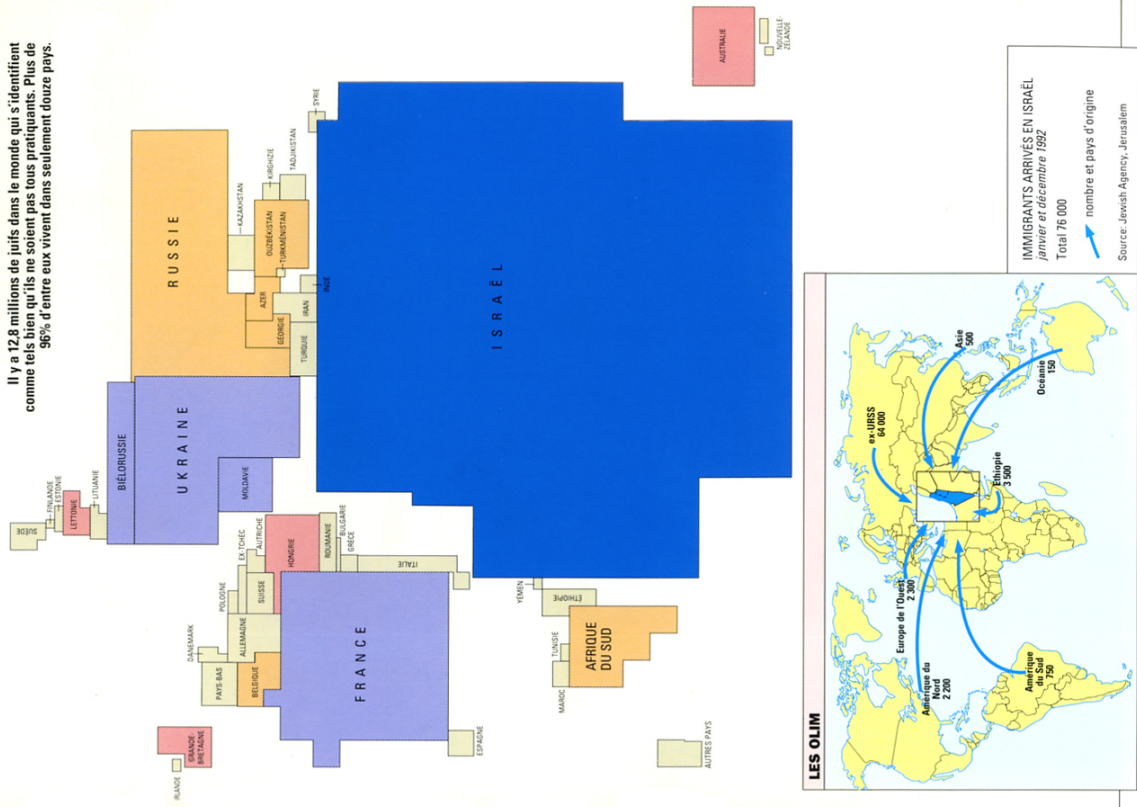 Il y a 12,8 millions de juifs dans le monde qui s'identifient
comme tels bien qu'ils ne soient pas tous pratiquants. Plus de
96% d'entre eux vivent dans seulement douze pays.
SUÈDE
FINLANDE
ESTONIE
LETTONIE
LITUANIE
BIÉLORUSSIE
UKRAINE
MOLDAVIE
RUSSIE
KAZAKHSTAN
KIRGHIZIE
TADJIKISTAN
OUZBÉKISTAN
TURKMÉNISTAN
AZER
GÉORGIE
IRAN
TURQUIE
INDE
SYRIE
IRLANDE
GRANDE-
BRETAGNE
DANEMARK
PAYS-BAS
BELGIQUE
ALLEMAGNE
POLOGNE
EX-TCHEC
AUTRICHE
SUISSE
HONGRIE
ROUMANIE
BULGARIE
GRÈCE
ITALIE
FRANCE
ESPAGNE
ISRAËL
YÉMEN
ÉTHIOPIE
TUNISIE
MAROC
AFRIQUE
DU SUD
AUTRES PAYS
AUSTRALIE
NOUVELLE-
ZÉLANDE
LES OLIM
ex-URSS
64 000
Asie
500
Océanie
150
Ethiopie
3 500
Europe de l'Ouest
2 300
Amérique du
Nord
2 200
Amérique
du Sud
750
IMMIGRANTS ARRIVÉS EN ISRAËL
janvier et décembre 1992
Total 76 000
nombre et pays d'origine
Source: Jewish Agency, Jerusalem